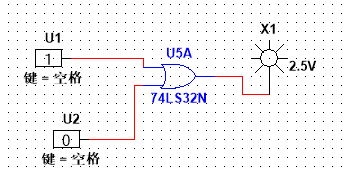 U1
1
键 = 空格
U2
0
键 = 空格
U5A
74LS32N
X1
2.5V